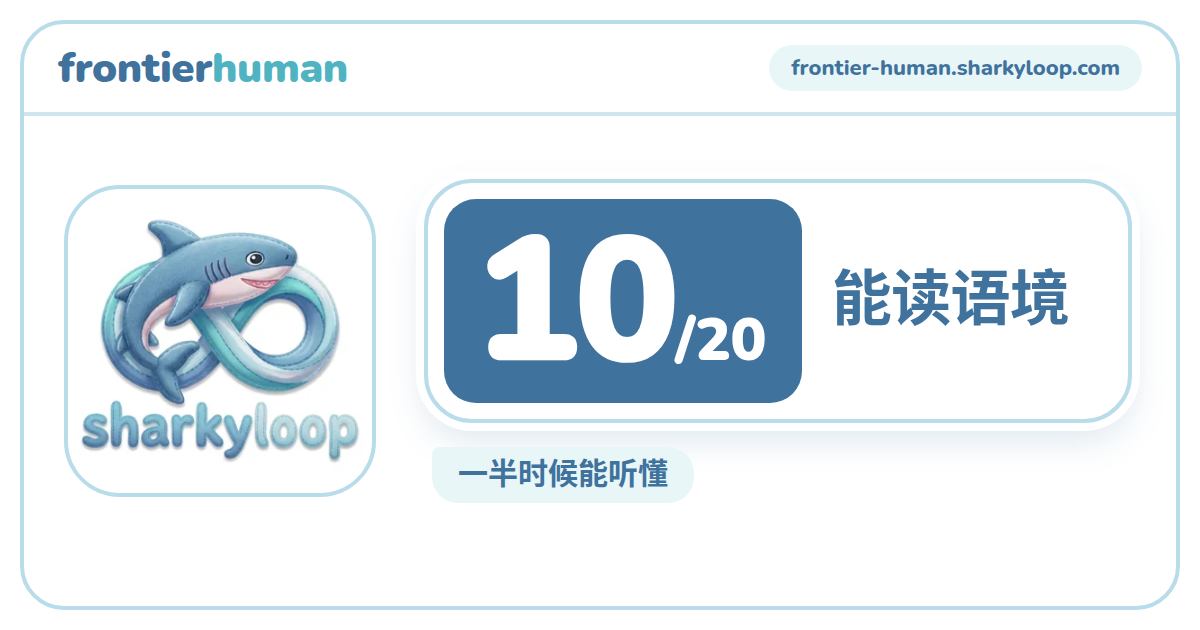 frontierhuman
frontier-human.sharkyloop.com
sharkyloop
10/20
能读语境
一半时候能听懂